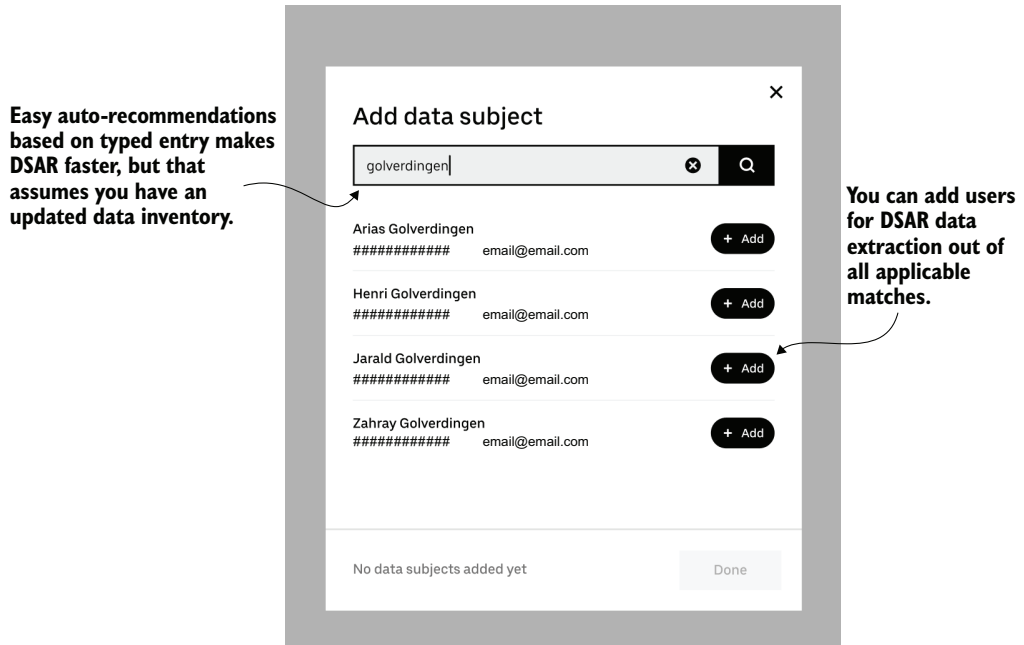 Easy auto-recommendations
based on typed entry makes
DSAR faster, but that
assumes you have an
updated data inventory.
Add data subject
golverdingen
Arias Golverdingen
############ email@email.com
+ Add
Henri Golverdingen
############ email@email.com
+ Add
Jarald Golverdingen
############ email@email.com
+ Add
Zahray Golverdingen
############ email@email.com
+ Add
No data subjects added yet
Done
You can add users
for DSAR data
extraction out of
all applicable
matches.